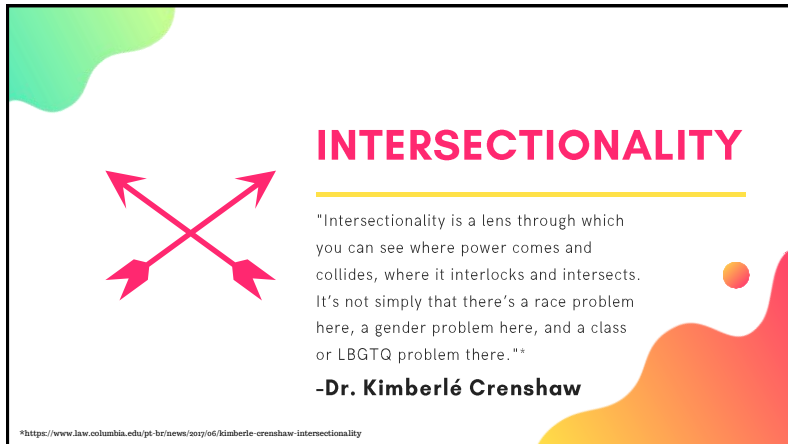 INTERSECTIONALITY
"Intersectionality is a lens through which
you can see where power comes and
collides, where it interlocks and intersects.
It’s not simply that there’s a race problem
here, a gender problem here, and a class
or LBGTQ problem there."*
-Dr. Kimberlé Crenshaw
*https://www.law.columbia.edu/pt-br/news/2017/06/kimberle-crenshaw-intersectionality